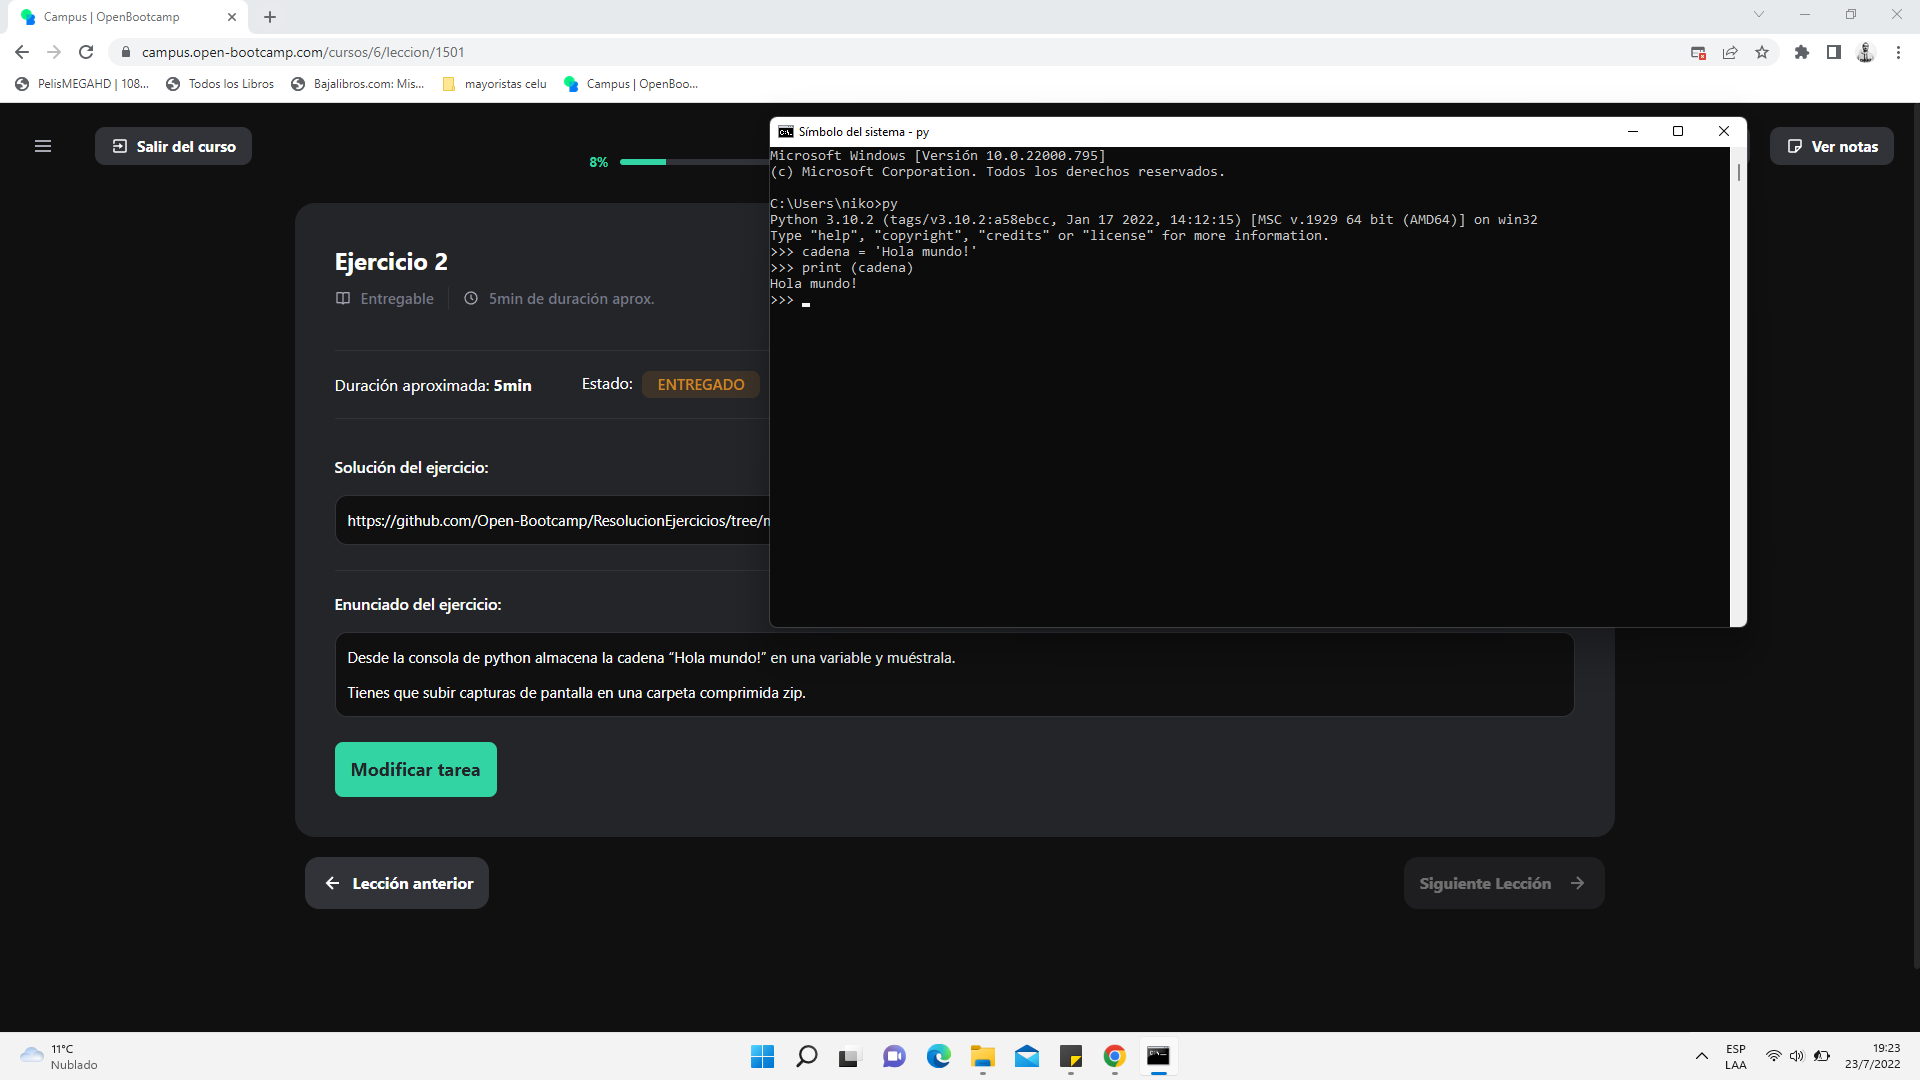 Campus | OpenBootcamp
campus.open-bootcamp.com/cursos/6/leccion/1501
PelisMEGAHD | 108...
Todos los Libros
Bajalibros.com: Mis...
mayoristas celu
Campus | OpenBoo...
Salir del curso
8%
Ver notas
Símbolo del sistema - py
Microsoft Windows [Versión 10.0.22000.795]
(c) Microsoft Corporation. Todos los derechos reservados.
C:\Users\niko>py
Python 3.10.2 (tags/v3.10.2:a58ebcc, Jan 17 2022, 14:12:15) [MSC v.1929 64 bit (AMD64)] on win32
Type "help", "copyright", "credits" or "license" for more information.
>>> cadena = 'Hola mundo!'
>>> print (cadena)
Hola mundo!
>>>
Ejercicio 2
Entregable
5min de duración aprox.
Duración aproximada: 5min
Estado: ENTREGADO
Solución del ejercicio:
https://github.com/Open-Bootcamp/ResolucionEjercicios/tree/
Enunciado del ejercicio:
Desde la consola de python almacena la cadena “Hola mundo!” en una variable y muéstrala.
Tienes que subir capturas de pantalla en una carpeta comprimida zip.
Modificar tarea
Lección anterior
Siguiente Lección
11°C
Nublado
ESP
LAA
19:23
23/7/2022